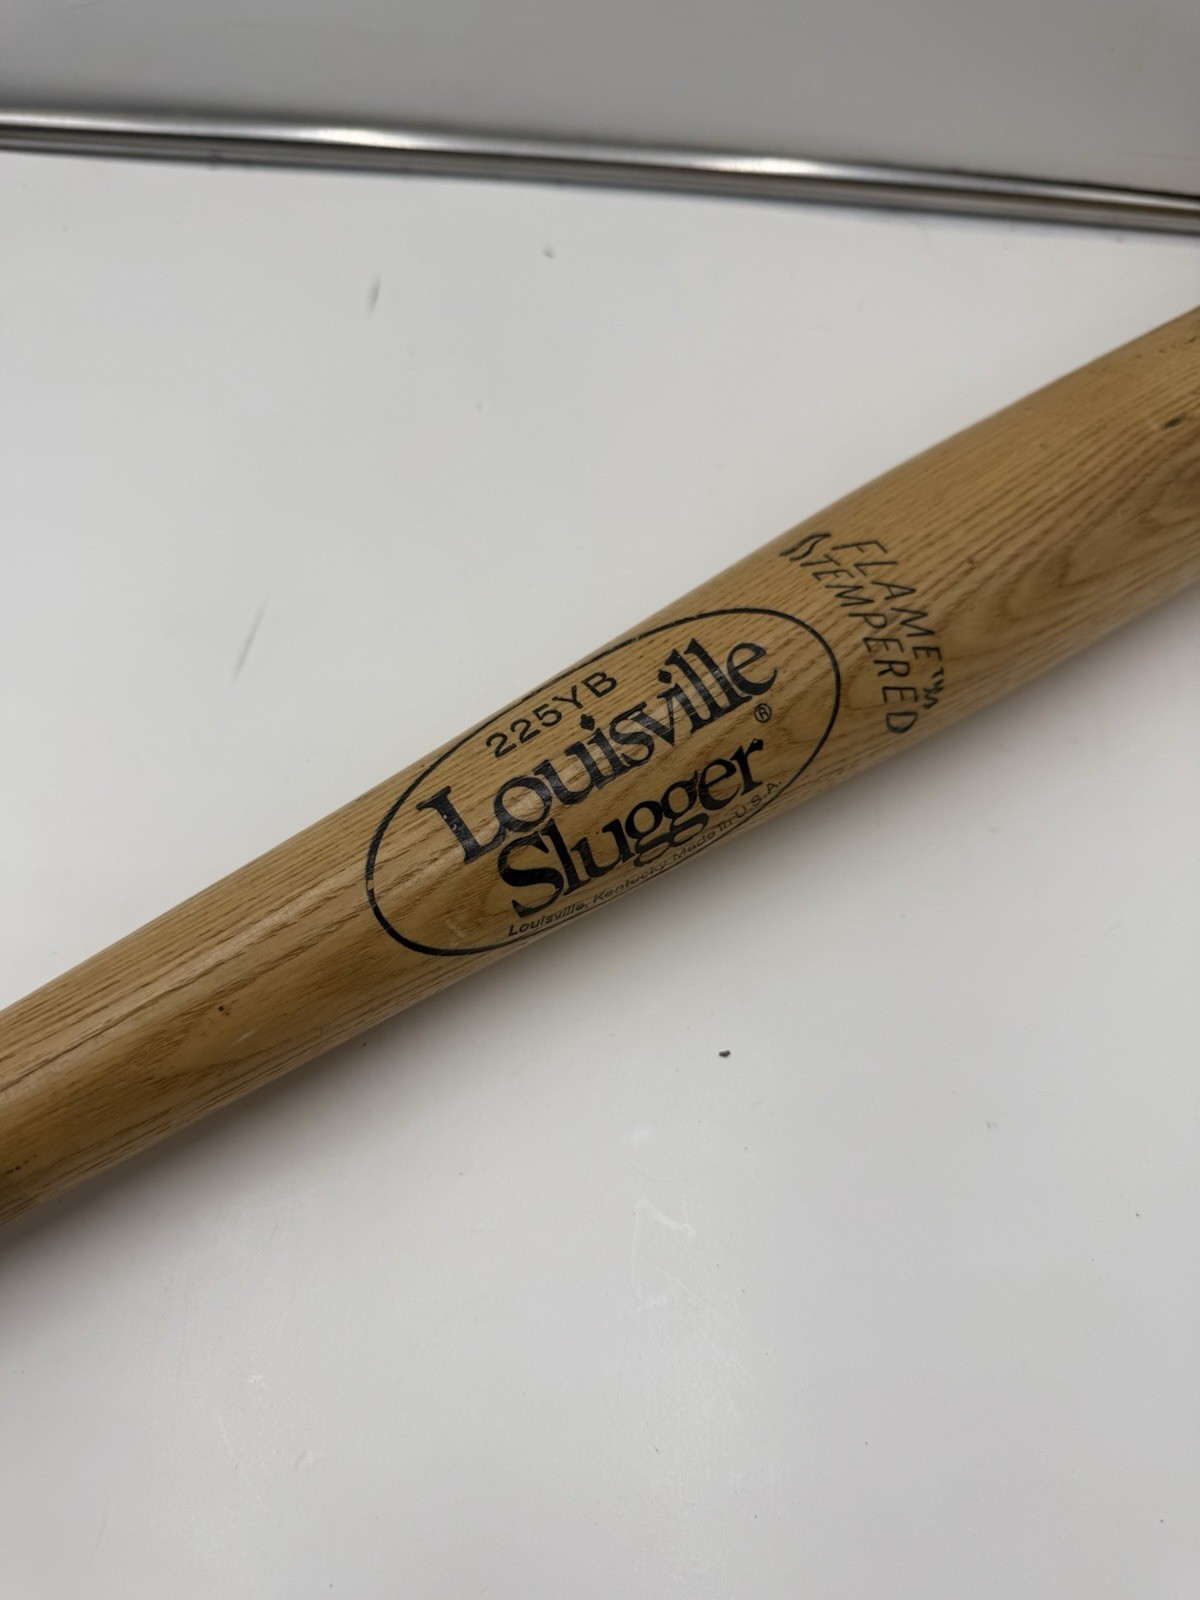 225YB
Louisville
Slugger®
Louisville, Kentucky Made in U.S.A.
FLAME™
TEMPERED